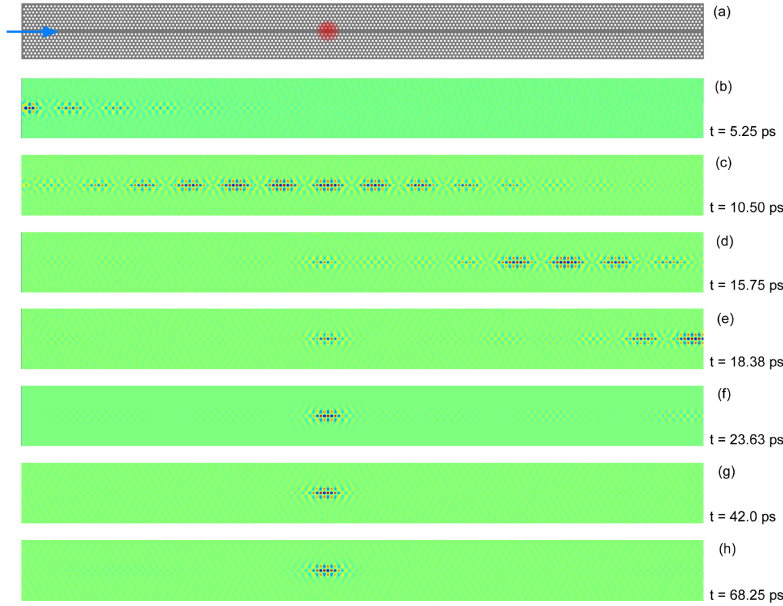 (a)
(b)
t = 5.25 ps
(c)
t = 10.50 ps
(d)
t = 15.75 ps
(e)
t = 18.38 ps
(f)
t = 23.63 ps
(g)
t = 42.0 ps
(h)
t = 68.25 ps